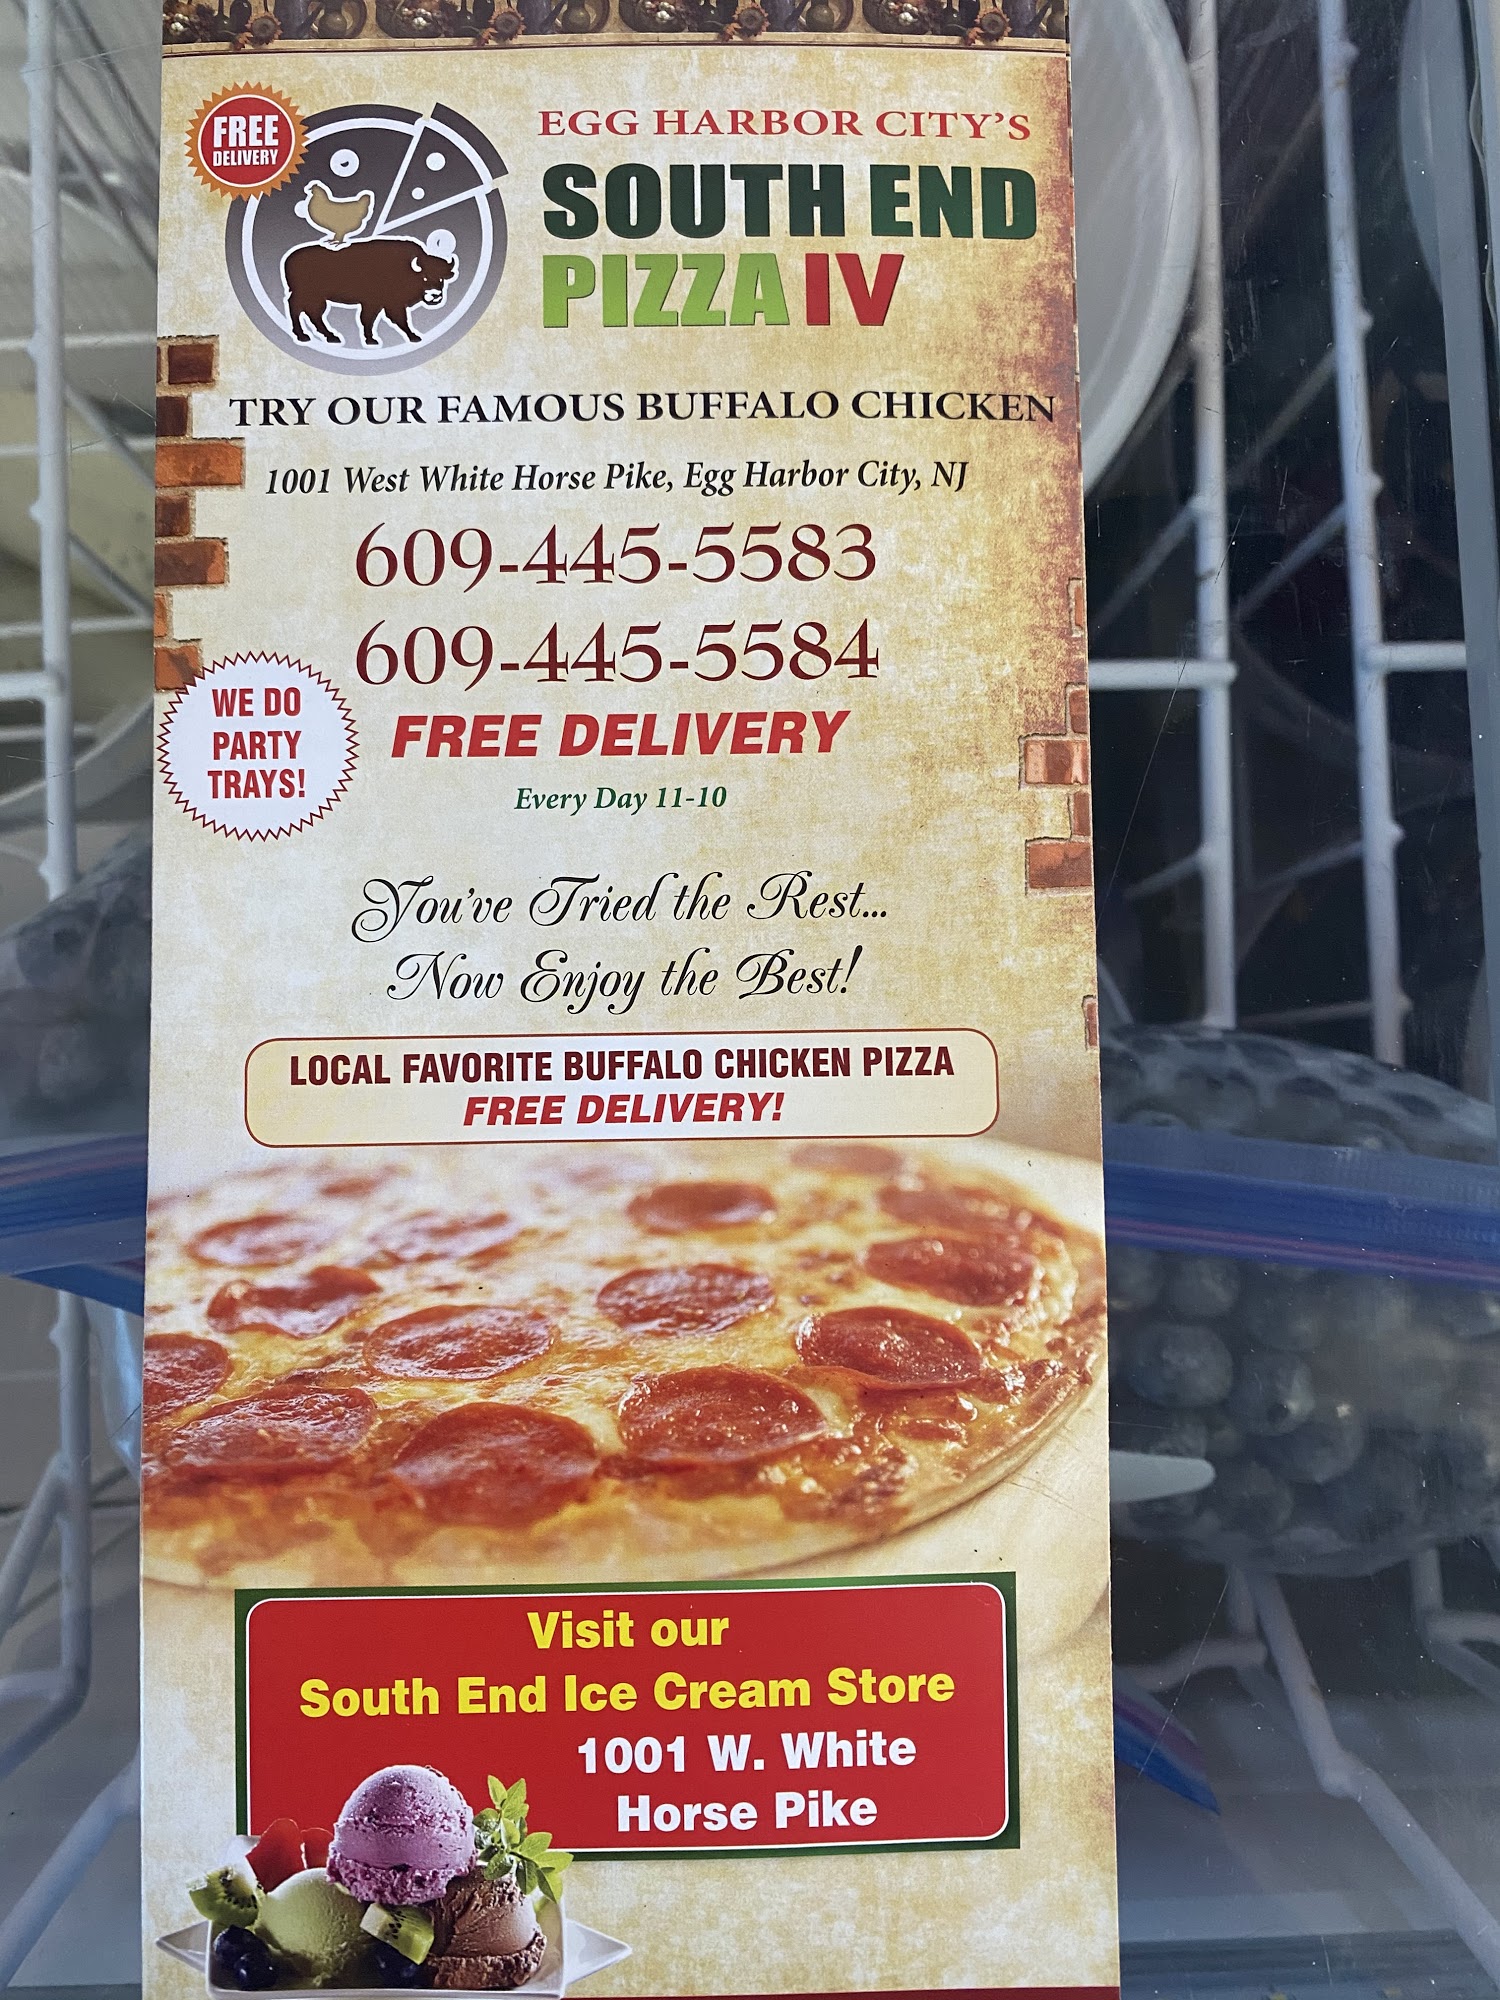 FREE
DELIVERY
EGG HARBOR CITY'S
SOUTH END
PIZZA IV
TRY OUR FAMOUS BUFFALO CHICKEN
1001 West White Horse Pike, Egg Harbor City, NJ
609-445-5583
609-445-5584
FREE DELIVERY
Every Day 11-10
WE DO
PARTY
TRAYS!
You've Tried the Rest...
Now Enjoy the Best!
LOCAL FAVORITE BUFFALO CHICKEN PIZZA
FREE DELIVERY!
Visit our
South End Ice Cream Store
1001 W. White
Horse Pike